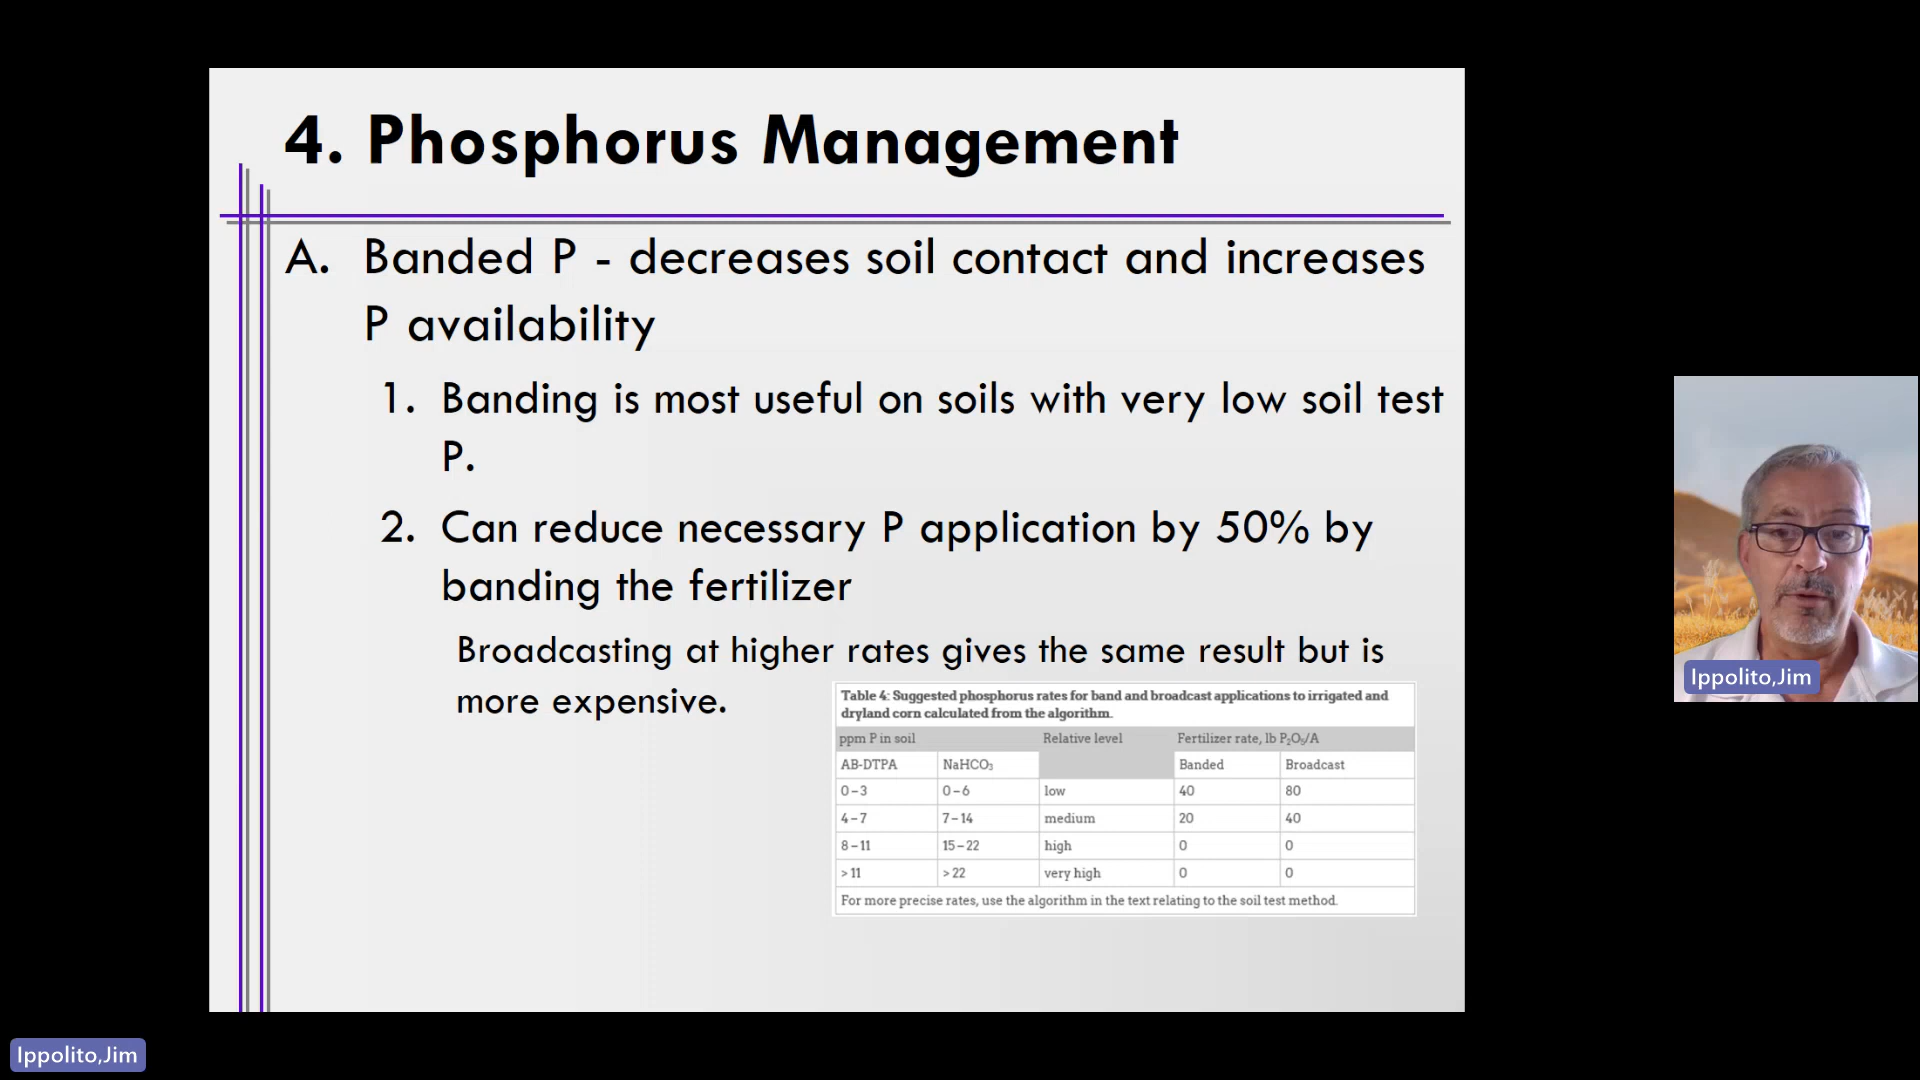 4. Phosphorus Management
A. Banded P - decreases soil contact and increases
P availability
1. Banding is most useful on soils with very low soil test
P.
2. Can reduce necessary P application by 50% by
banding the fertilizer
Broadcasting at higher rates gives the same result but is
more expensive.
Table 4: Suggested phosphorus rates for band and broadcast applications to irrigated and
dryland corn calculated from the algorithm.
ppm P in soil Relative level Fertilizer rate, lb P₂O₅/A
AB-DTPA NaHCO₃ Banded Broadcast
0 – 3 0 – 6 low 40 80
4 – 7 7 – 14 medium 20 40
8 – 11 15 – 22 high 0 0
> 11 > 22 very high 0 0
For more precise rates, use the algorithm in the text relating to the soil test method.
Ippolito,Jim
Ippolito,Jim